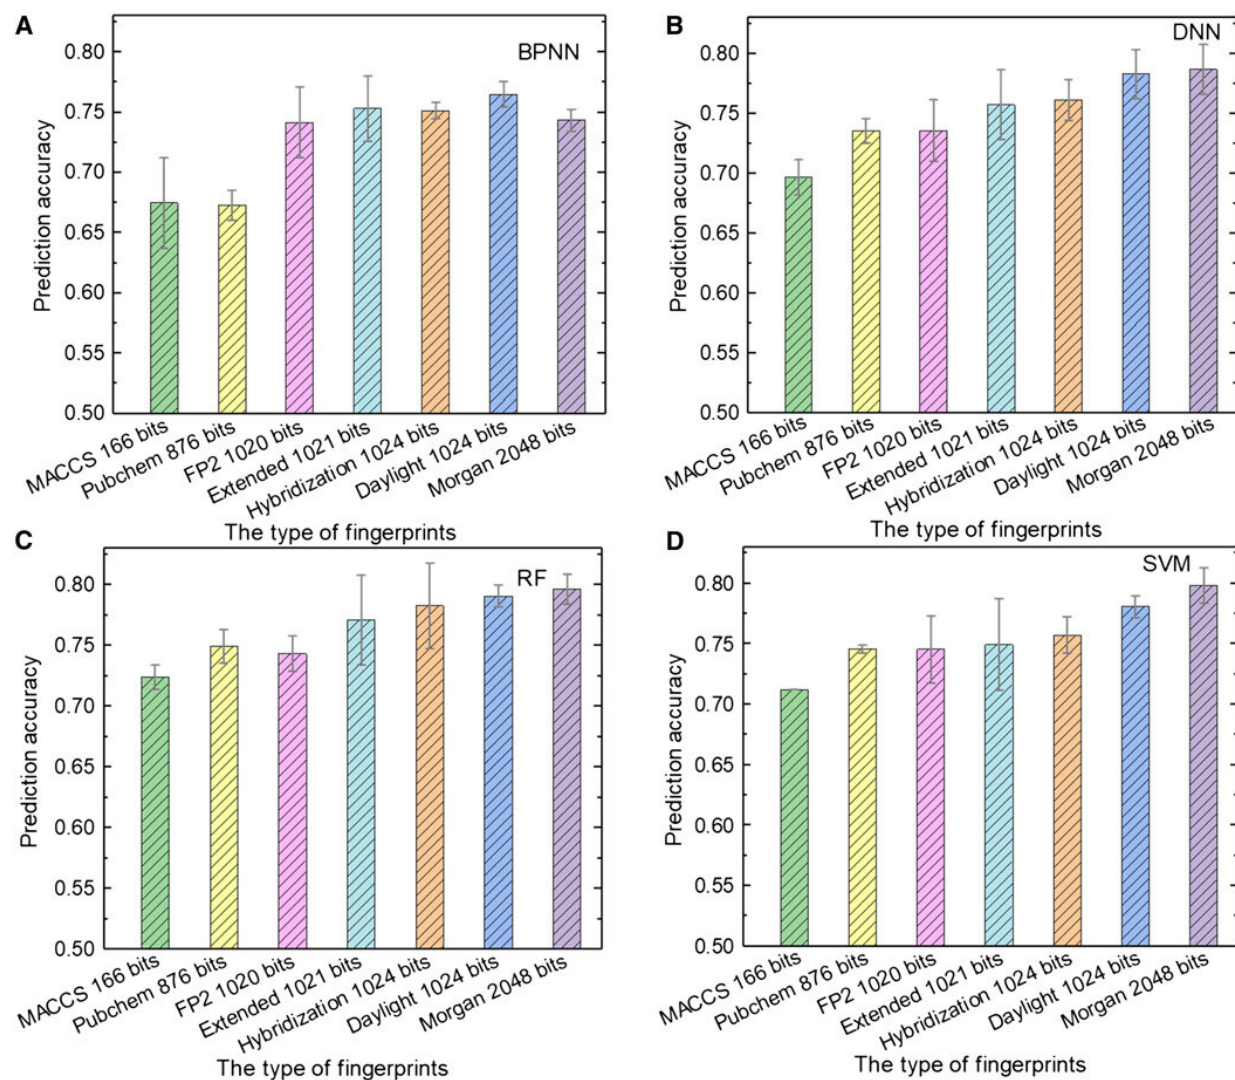 A
BPNN
Prediction accuracy
0.80
0.75
0.70
0.65
0.60
0.55
0.50
MACCS 166 bits
Pubchem 876 bits
FP2 1020 bits
Extended 1021 bits
Hybridization 1024 bits
Daylight 1024 bits
Morgan 2048 bits
The type of fingerprints
B
DNN
Prediction accuracy
0.80
0.75
0.70
0.65
0.60
0.55
0.50
MACCS 166 bits
Pubchem 876 bits
FP2 1020 bits
Extended 1021 bits
Hybridization 1024 bits
Daylight 1024 bits
Morgan 2048 bits
The type of fingerprints
C
RF
Prediction accuracy
0.80
0.75
0.70
0.65
0.60
0.55
0.50
MACCS 166 bits
Pubchem 876 bits
FP2 1020 bits
Extended 1021 bits
Hybridization 1024 bits
Daylight 1024 bits
Morgan 2048 bits
The type of fingerprints
D
SVM
Prediction accuracy
0.80
0.75
0.70
0.65
0.60
0.55
0.50
MACCS 166 bits
Pubchem 876 bits
FP2 1020 bits
Extended 1021 bits
Hybridization 1024 bits
Daylight 1024 bits
Morgan 2048 bits
The type of fingerprints